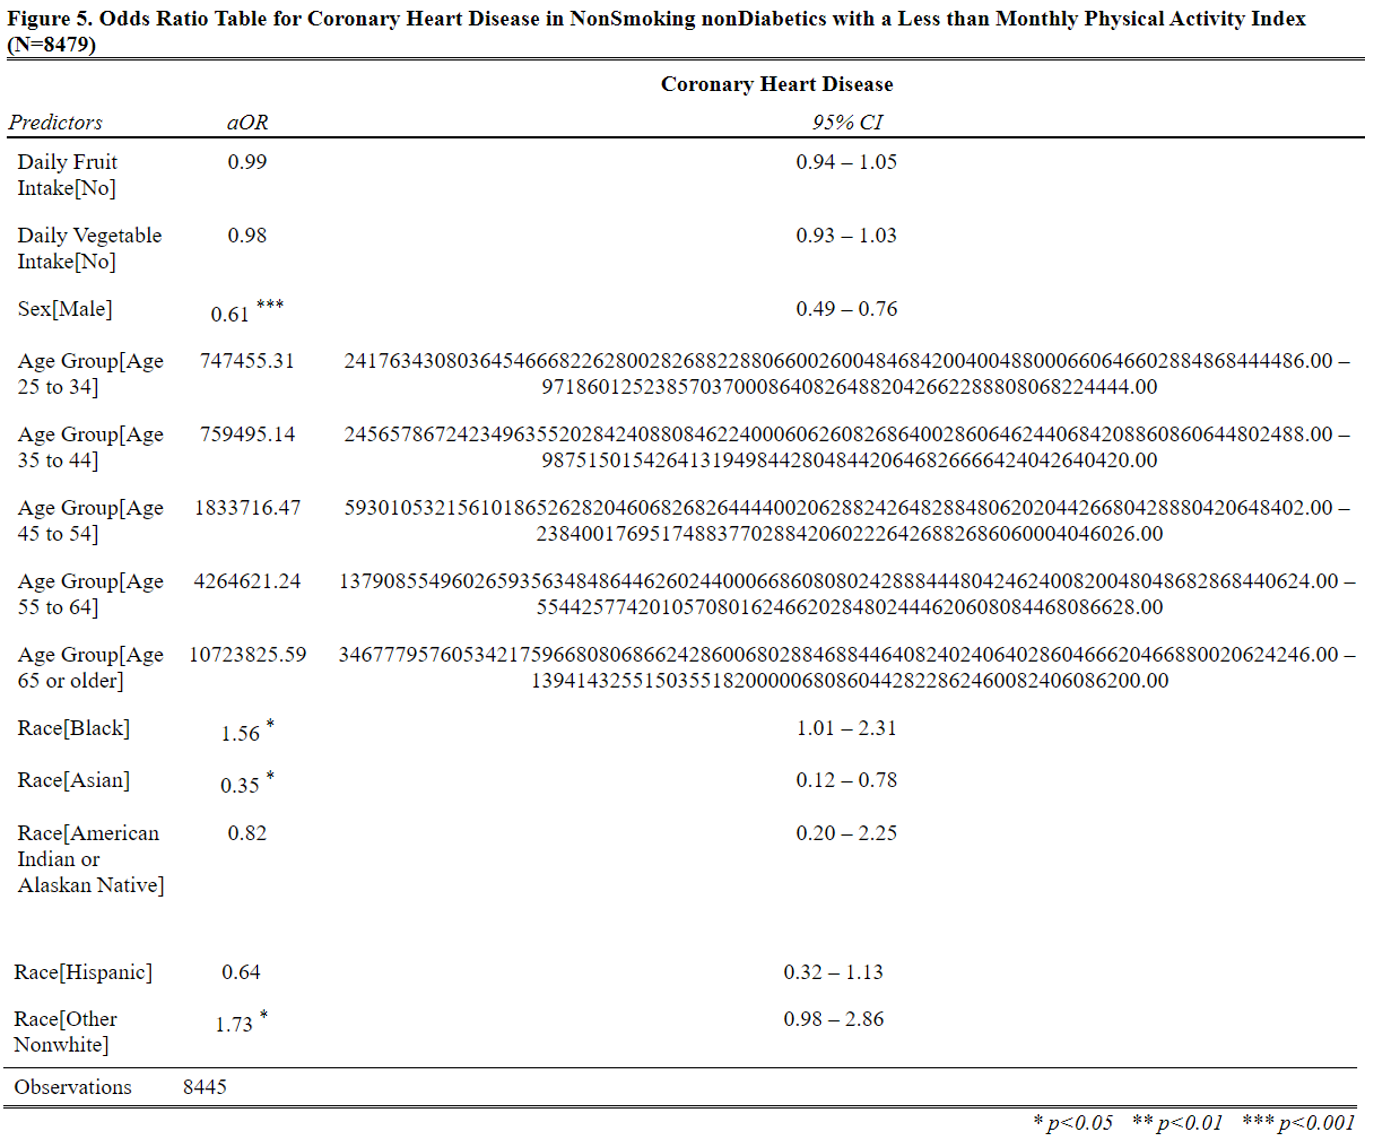 Figure 5. Odds Ratio Table for Coronary Heart Disease in NonSmoking nonDiabetics with a Less than Monthly Physical Activity Index
(N=8479)
Coronary Heart Disease
Predictors aOR 95% CI
Daily Fruit 0.99 0.94 – 1.05
Intake[No]
Daily Vegetable 0.98 0.93 – 1.03
Intake[No]
Sex[Male] 0.61 *** 0.49 – 0.76
Age Group[Age 747455.31 2417634308036454666822628002826882288066002600484684200400488000660646602884868444486.00 –
25 to 34] 9718601252385703700086408264882042662288808068224444.00
Age Group[Age 759495.14 2456578672423496355202842408808462240006062608268640028606462440684208860860644802488.00 –
35 to 44] 9875150154264131949844280484420646826666424042640420.00
Age Group[Age 1833716.47 5930105321561018652628204606826826444400206288242648288480620204426680428880420648402.00 –
45 to 54] 23840017695174883770288420602226426882686060004046026.00
Age Group[Age 4264621.24 13790855496026593563484864462602440006686080802428884448042462400820048048682868440624.00 –
55 to 64] 55442577420105708016246620284802444620608084468086628.00
Age Group[Age 10723825.59 34677795760534217596680806866242860068028846884464082402406402860466620466880020624246.00 –
65 or older] 139414325515035518200000680860442822862460082406086200.00
Race[Black] 1.56 * 1.01 – 2.31
Race[Asian] 0.35 * 0.12 – 0.78
Race[American 0.82 0.20 – 2.25
Indian or
Alaskan Native]
Race[Hispanic] 0.64 0.32 – 1.13
Race[Other 1.73 * 0.98 – 2.86
Nonwhite]
Observations 8445
* p<0.05 ** p<0.01 *** p<0.001